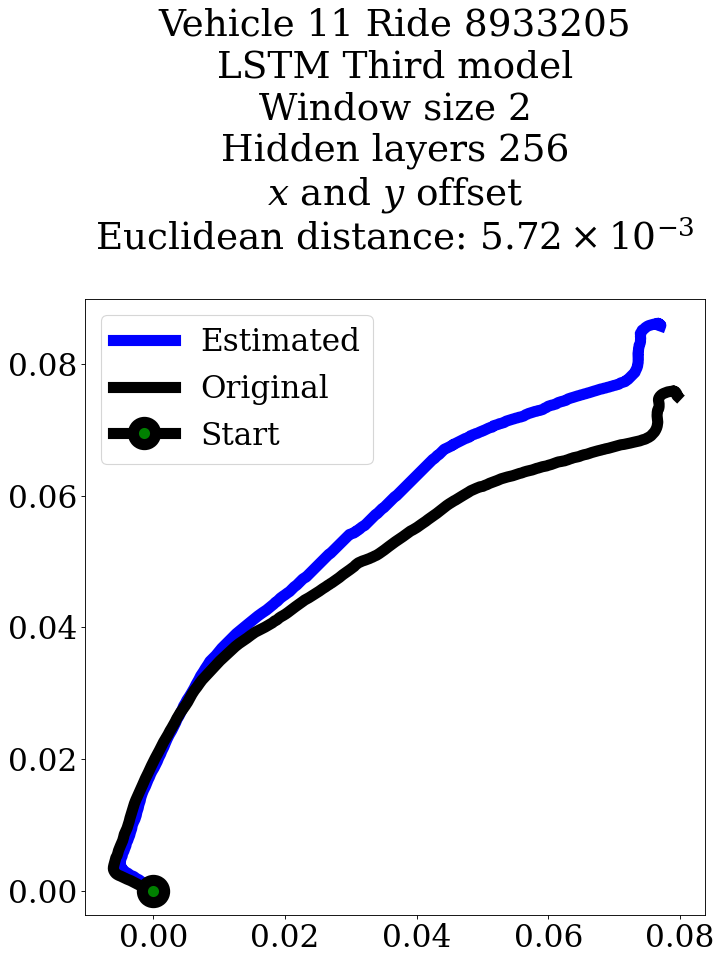 Vehicle 11 Ride 8933205
LSTM Third model
Window size 2
Hidden layers 256
x and y offset
Euclidean distance: 5.72 × 10⁻³
Estimated
Original
Start
0.08
0.06
0.04
0.02
0.00
0.00 0.02 0.04 0.06 0.08